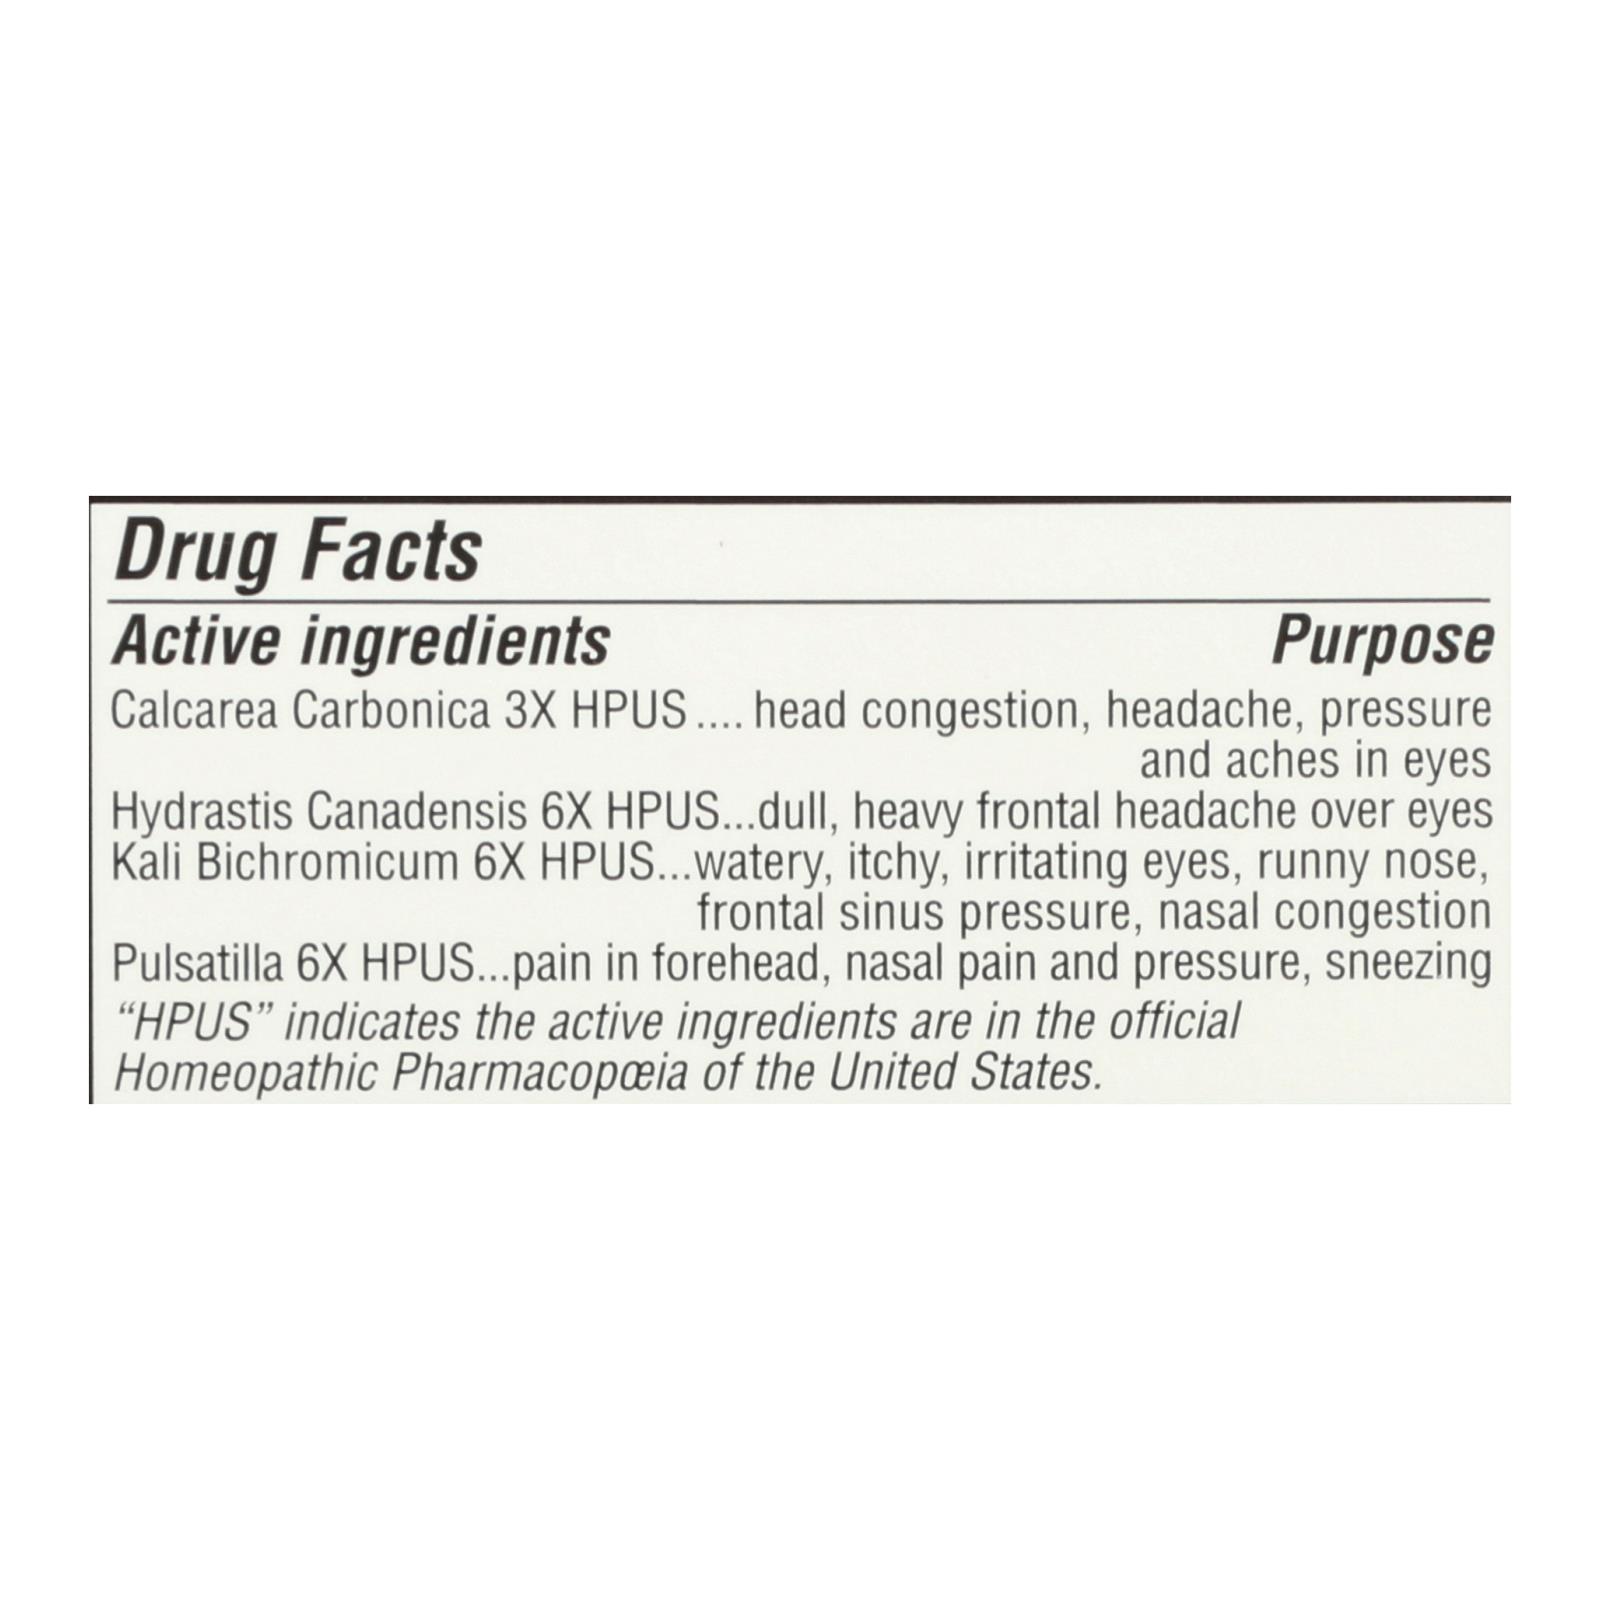 Drug Facts
Active ingredients Purpose
Calcarea Carbonica 3X HPUS .... head congestion, headache, pressure
and aches in eyes
Hydrastis Canadensis 6X HPUS...dull, heavy frontal headache over eyes
Kali Bichromicum 6X HPUS...watery, itchy, irritating eyes, runny nose,
frontal sinus pressure, nasal congestion
Pulsatilla 6X HPUS...pain in forehead, nasal pain and pressure, sneezing
“HPUS” indicates the active ingredients are in the official
Homeopathic Pharmacopœia of the United States.